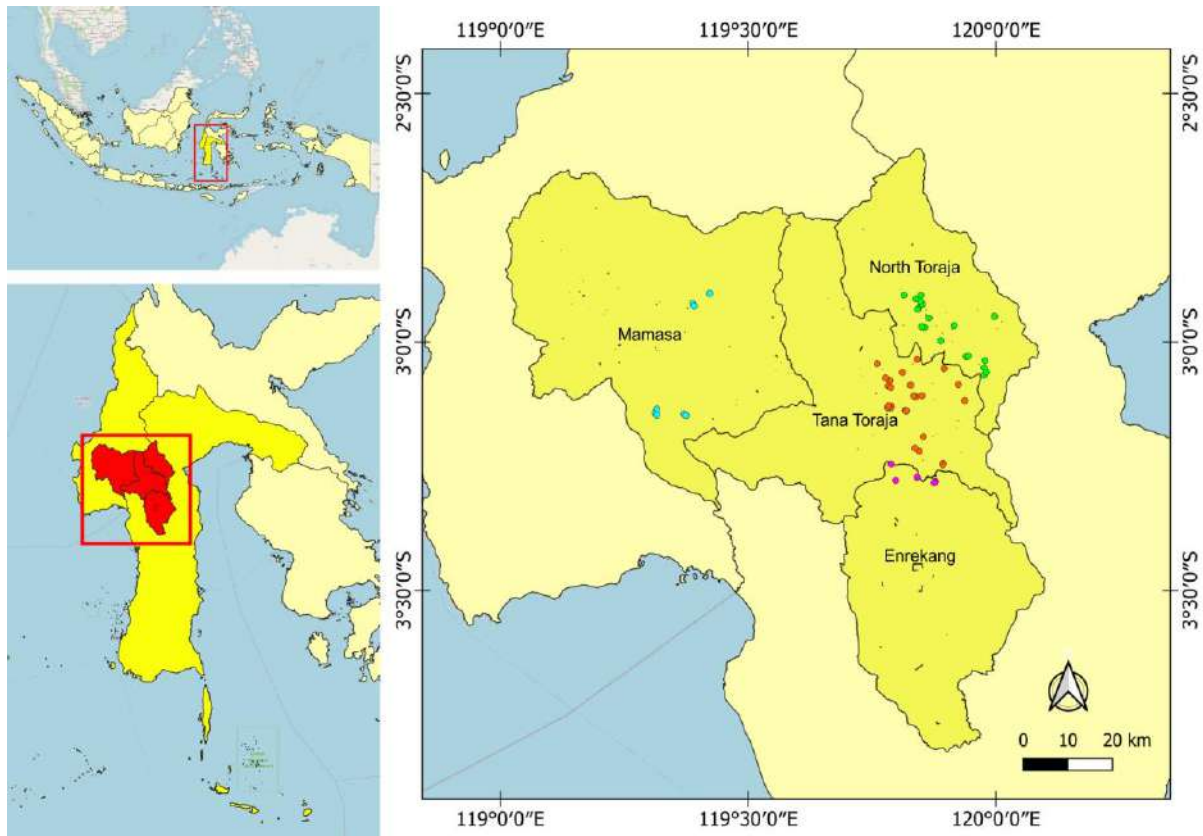 119°0′0″E 119°30′0″E 120°0′0″E
2°30′0″S 2°30′0″S
North Toraja
Mamasa
3°0′0″S 3°0′0″S
Tana Toraja
Enrekang
3°30′0″S 3°30′0″S
0 10 20 km
119°0′0″E 119°30′0″E 120°0′0″E